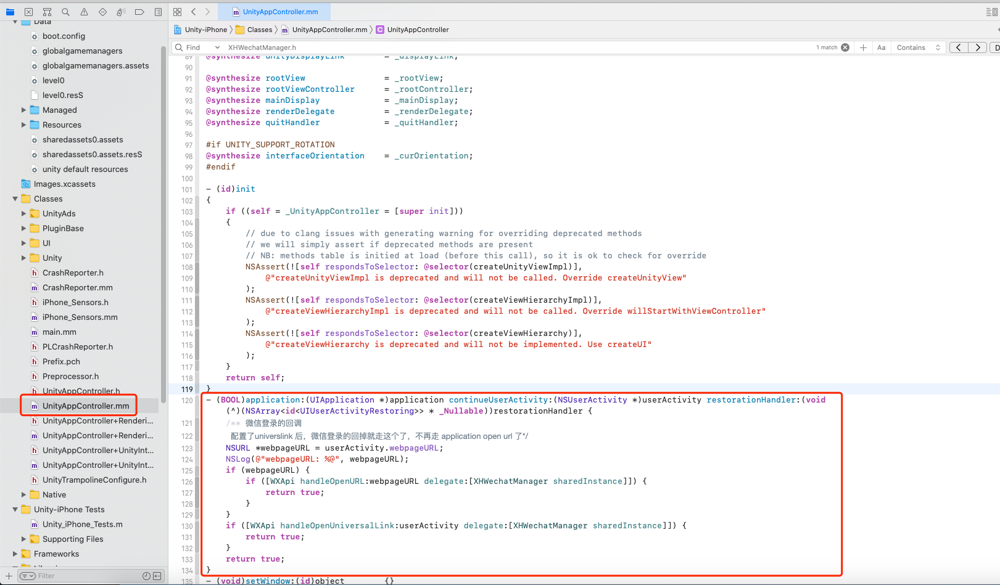 UnityAppController.mm
Unity-iPhone
Classes
UnityAppController.mm
UnityAppController
Find
XHWechatManager.h
1 match
Aa
Contains
Data
boot.config
globalgamemanagers
globalgamemanagers.assets
level0
level0.resS
Managed
Resources
sharedassets0.assets
sharedassets0.assets.resS
unity default resources
Images.xcassets
Classes
UnityAds
PluginBase
UI
Unity
CrashReporter.h
CrashReporter.mm
iPhone_Sensors.h
iPhone_Sensors.mm
main.mm
PLCrashReporter.h
Prefix.pch
Preprocessor.h
UnityAppController.h
UnityAppController.mm
UnityAppController+Renderi...
UnityAppController+Renderi...
UnityAppController+UnityInt...
UnityAppController+UnityInt...
UnityTrampolineConfigure.h
Native
Unity-iPhone Tests
Unity_iPhone_Tests.m
Supporting Files
Frameworks
Filter
89 @synthesize unityDisplayLink = _displayLink;
90
91 @synthesize rootView = _rootView;
92 @synthesize rootViewController = _rootController;
93 @synthesize mainDisplay = _mainDisplay;
94 @synthesize renderDelegate = _renderDelegate;
95 @synthesize quitHandler = _quitHandler;
96
97 #if UNITY_SUPPORT_ROTATION
98 @synthesize interfaceOrientation = _curOrientation;
99 #endif
100
101 - (id)init
102 {
103 if ((self = _UnityAppController = [super init]))
104 {
105 // due to clang issues with generating warning for overriding deprecated methods
106 // we will simply assert if deprecated methods are present
107 // NB: methods table is initied at load (before this call), so it is ok to check for override
108 NSAssert(![self respondsToSelector: @selector(createUnityViewImpl)],
109 @"createUnityViewImpl is deprecated and will not be called. Override createUnityView"
110 );
111 NSAssert(![self respondsToSelector: @selector(createViewHierarchyImpl)],
112 @"createViewHierarchyImpl is deprecated and will not be called. Override willStartWithViewController"
113 );
114 NSAssert(![self respondsToSelector: @selector(createViewHierarchy)],
115 @"createViewHierarchy is deprecated and will not be implemented. Use createUI"
116 );
117 }
118 return self;
119 }
120 - (BOOL)application:(UIApplication *)application continueUserActivity:(NSUserActivity *)userActivity restorationHandler:(void
(^)(NSArray<id<UIUserActivityRestoring>> * _Nullable))restorationHandler {
121 /** 微信登录的回调
122 配置了universlink 后，微信登录的回掉就走这个了，不再走 application open url 了*/
123 NSURL *webpageURL = userActivity.webpageURL;
124 NSLog(@"webpageURL: %@", webpageURL);
125 if (webpageURL) {
126 if ([WXApi handleOpenURL:webpageURL delegate:[XHWechatManager sharedInstance]]) {
127 return true;
128 }
129 }
130 if ([WXApi handleOpenUniversalLink:userActivity delegate:[XHWechatManager sharedInstance]]) {
131 return true;
132 }
133 return true;
134 }
135 - (void)setWindow:(id)object {}